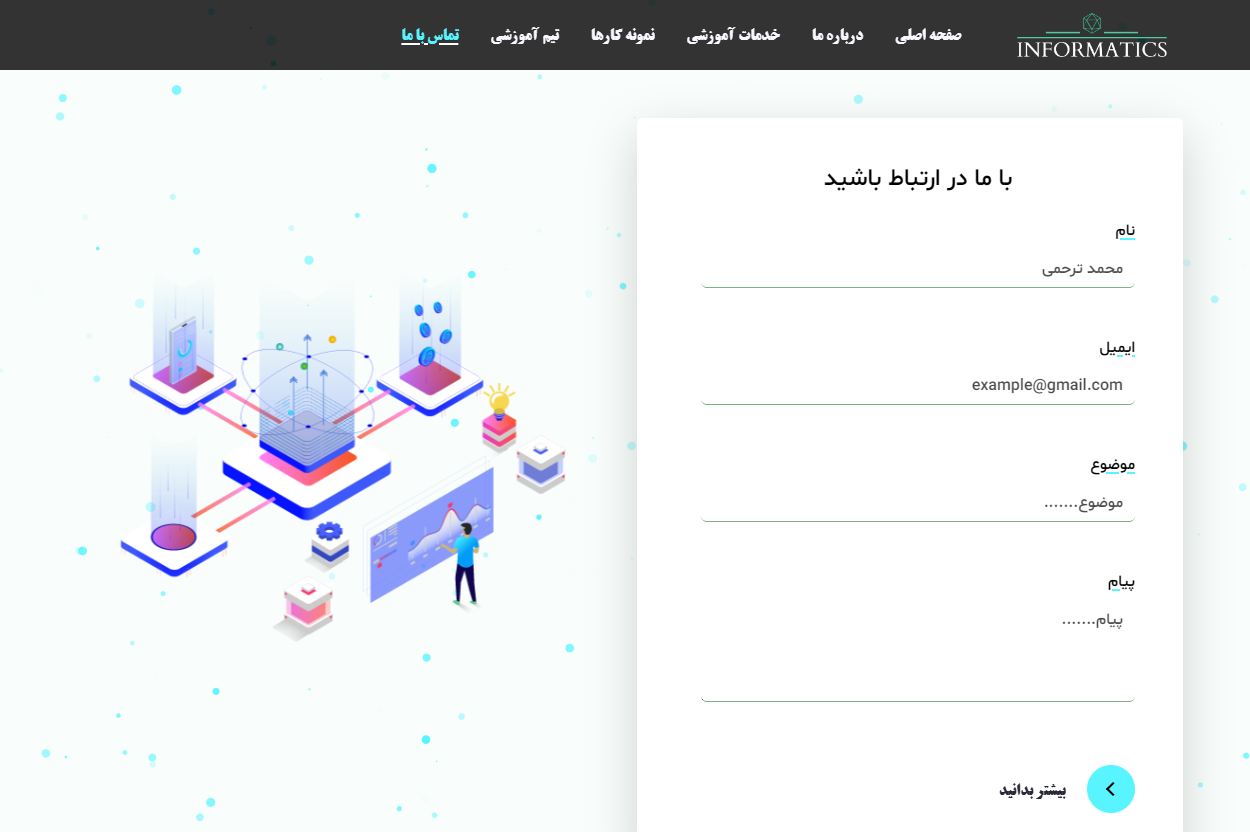 INFORMATICS
صفحه اصلی درباره ما خدمات آموزشی نمونه کارها تیم آموزشی تماس با ما
با ما در ارتباط باشید
نام
محمد ترحمی
ایمیل
example@gmail.com
موضوع
موضوع.......
پیام
پیام.......
بیشتر بدانید